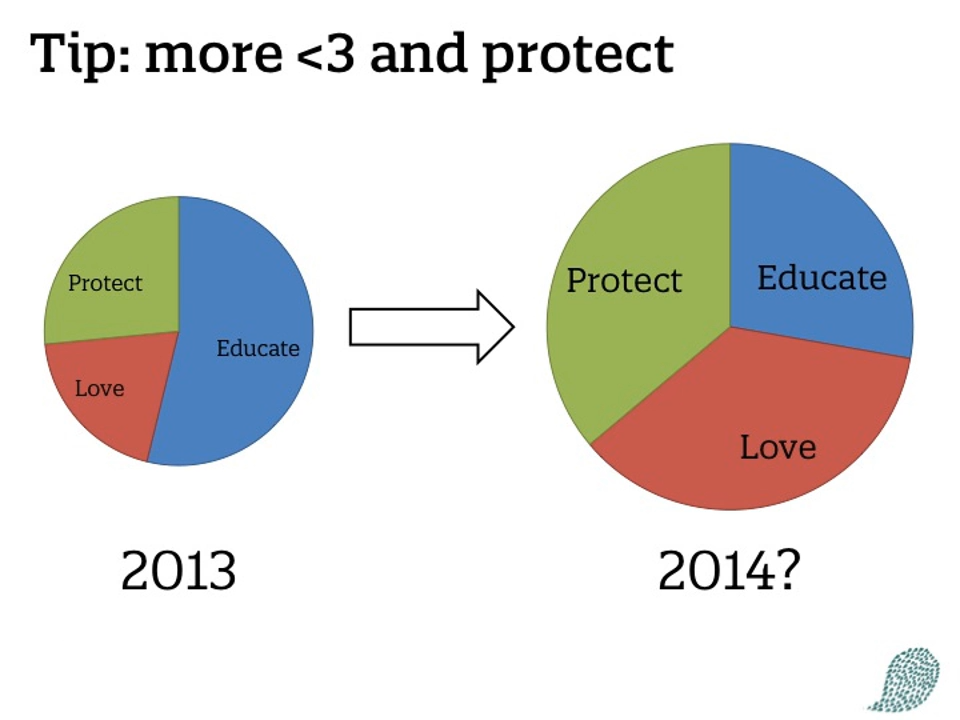 Tip: more <3 and protect
Protect
Educate
Love
Protect
Educate
Love
2013
2014?